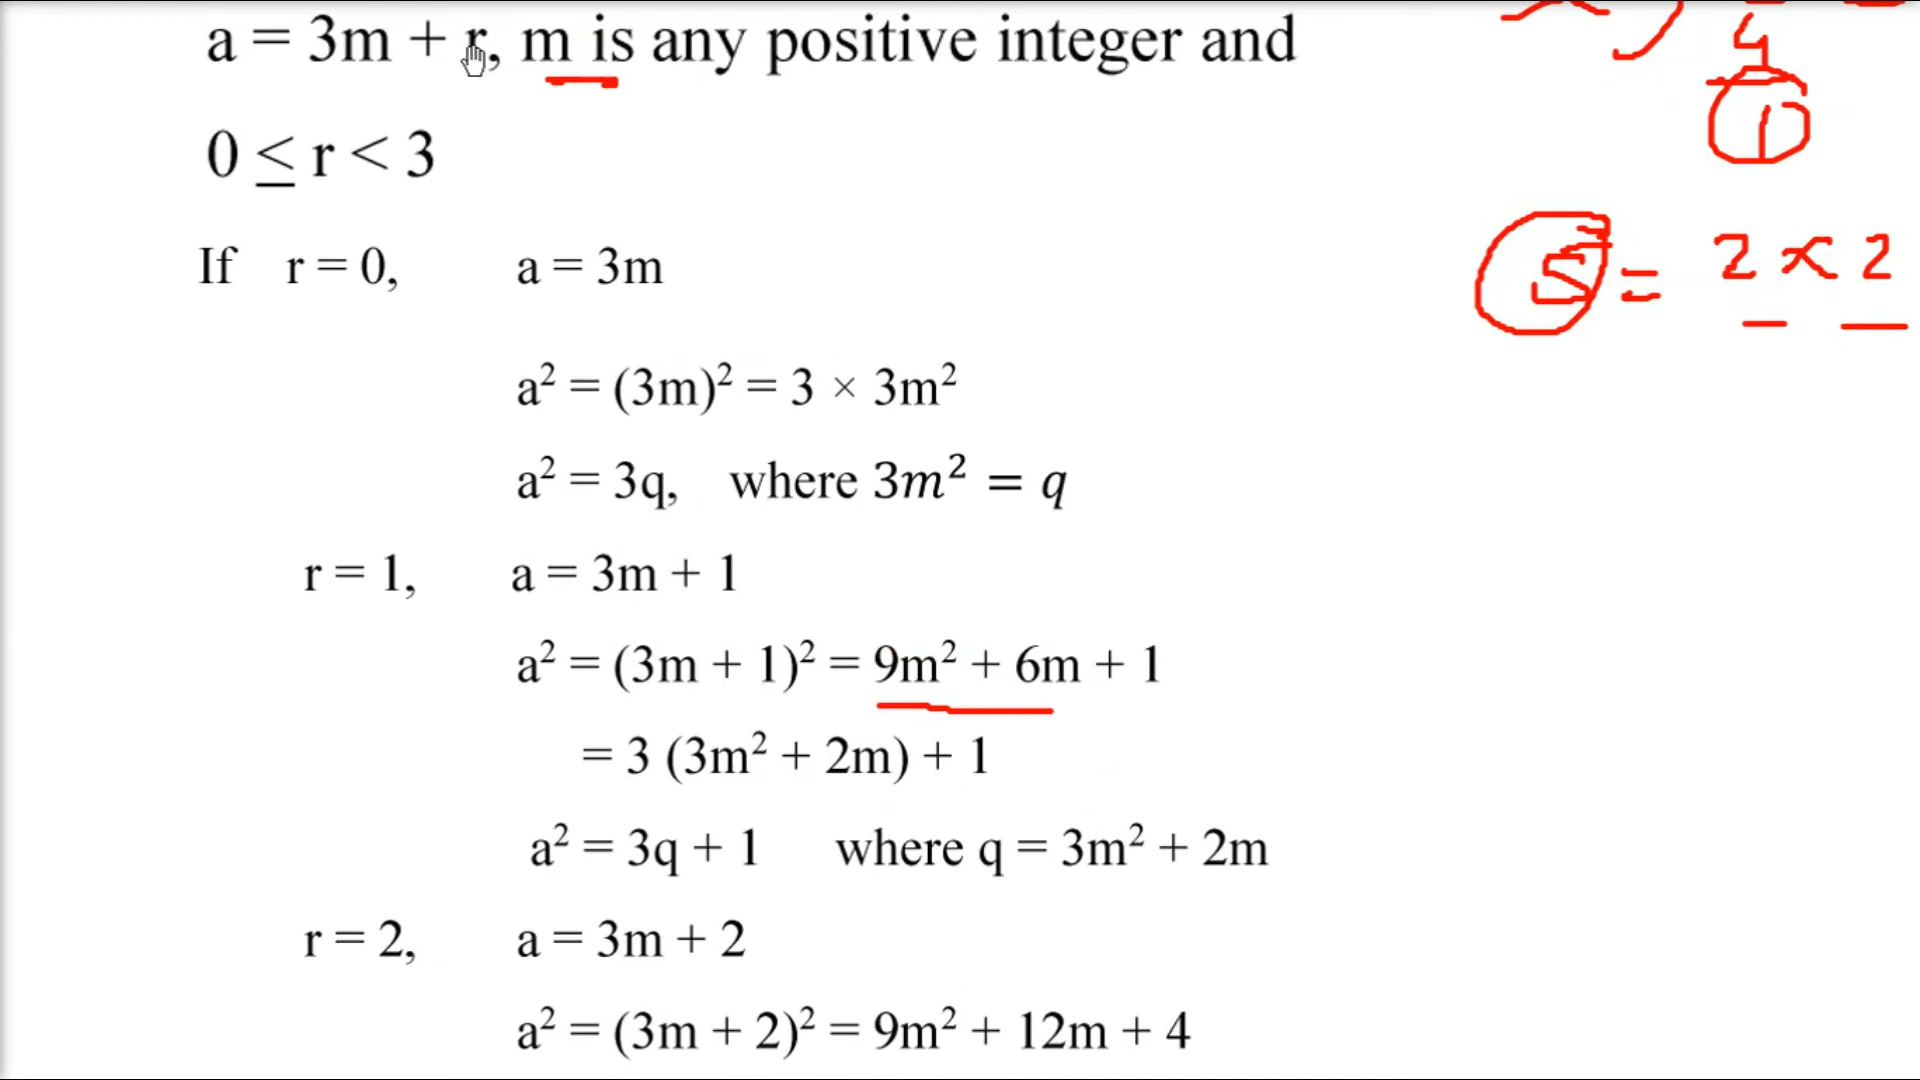 a = 3m + r, m is any positive integer and
0 ≤ r < 3
If r = 0, a = 3m
a² = (3m)² = 3 × 3m²
a² = 3q, where 3m² = q
r = 1, a = 3m + 1
a² = (3m + 1)² = 9m² + 6m + 1
= 3 (3m² + 2m) + 1
a² = 3q + 1 where q = 3m² + 2m
r = 2, a = 3m + 2
a² = (3m + 2)² = 9m² + 12m + 4
4
1
5 = 2 × 2